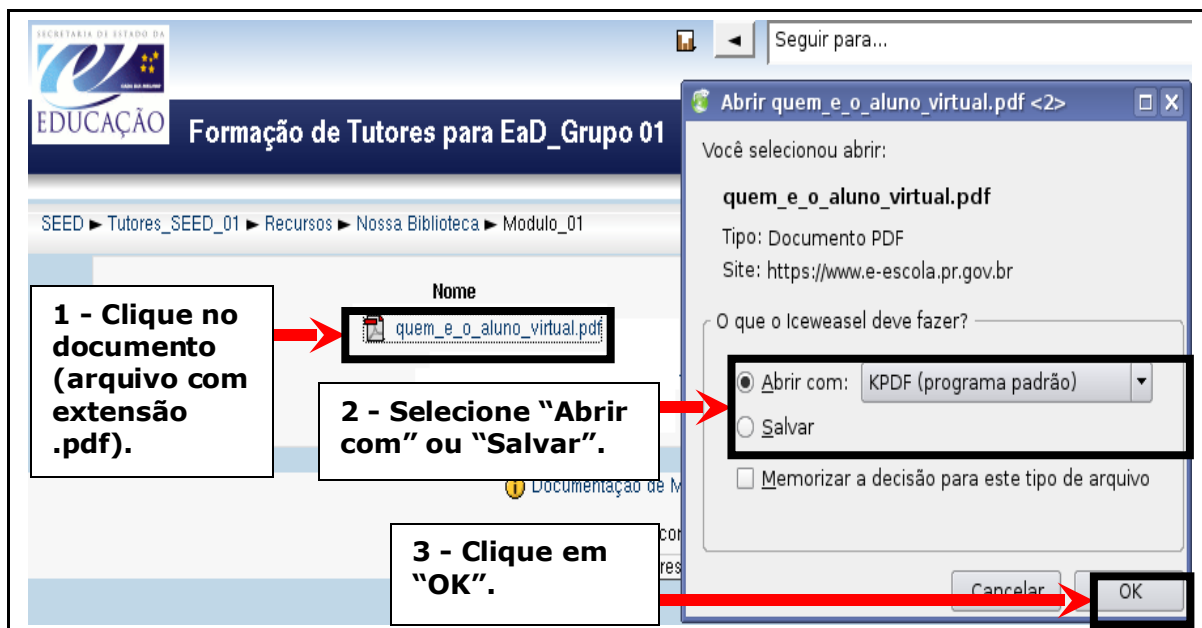 SECRETARIA DE ESTADO DA
EDUCAÇÃO
Seguir para...
Formação de Tutores para EaD_Grupo 01
SEED ► Tutores_SEED_01 ► Recursos ► Nossa Biblioteca ► Modulo_01
Nome
quem_e_o_aluno_virtual.pdf
1 - Clique no
documento
(arquivo com
extensão
.pdf).
2 - Selecione “Abrir
com” ou “Salvar”.
Documentação de M
3 - Clique em
“OK”.
Abrir quem_e_o_aluno_virtual.pdf <2>
Você selecionou abrir:
quem_e_o_aluno_virtual.pdf
Tipo: Documento PDF
Site: https://www.e-escola.pr.gov.br
O que o Iceweasel deve fazer?
Abrir com: KPDF (programa padrão)
Salvar
Memorizar a decisão para este tipo de arquivo
Cancelar
OK